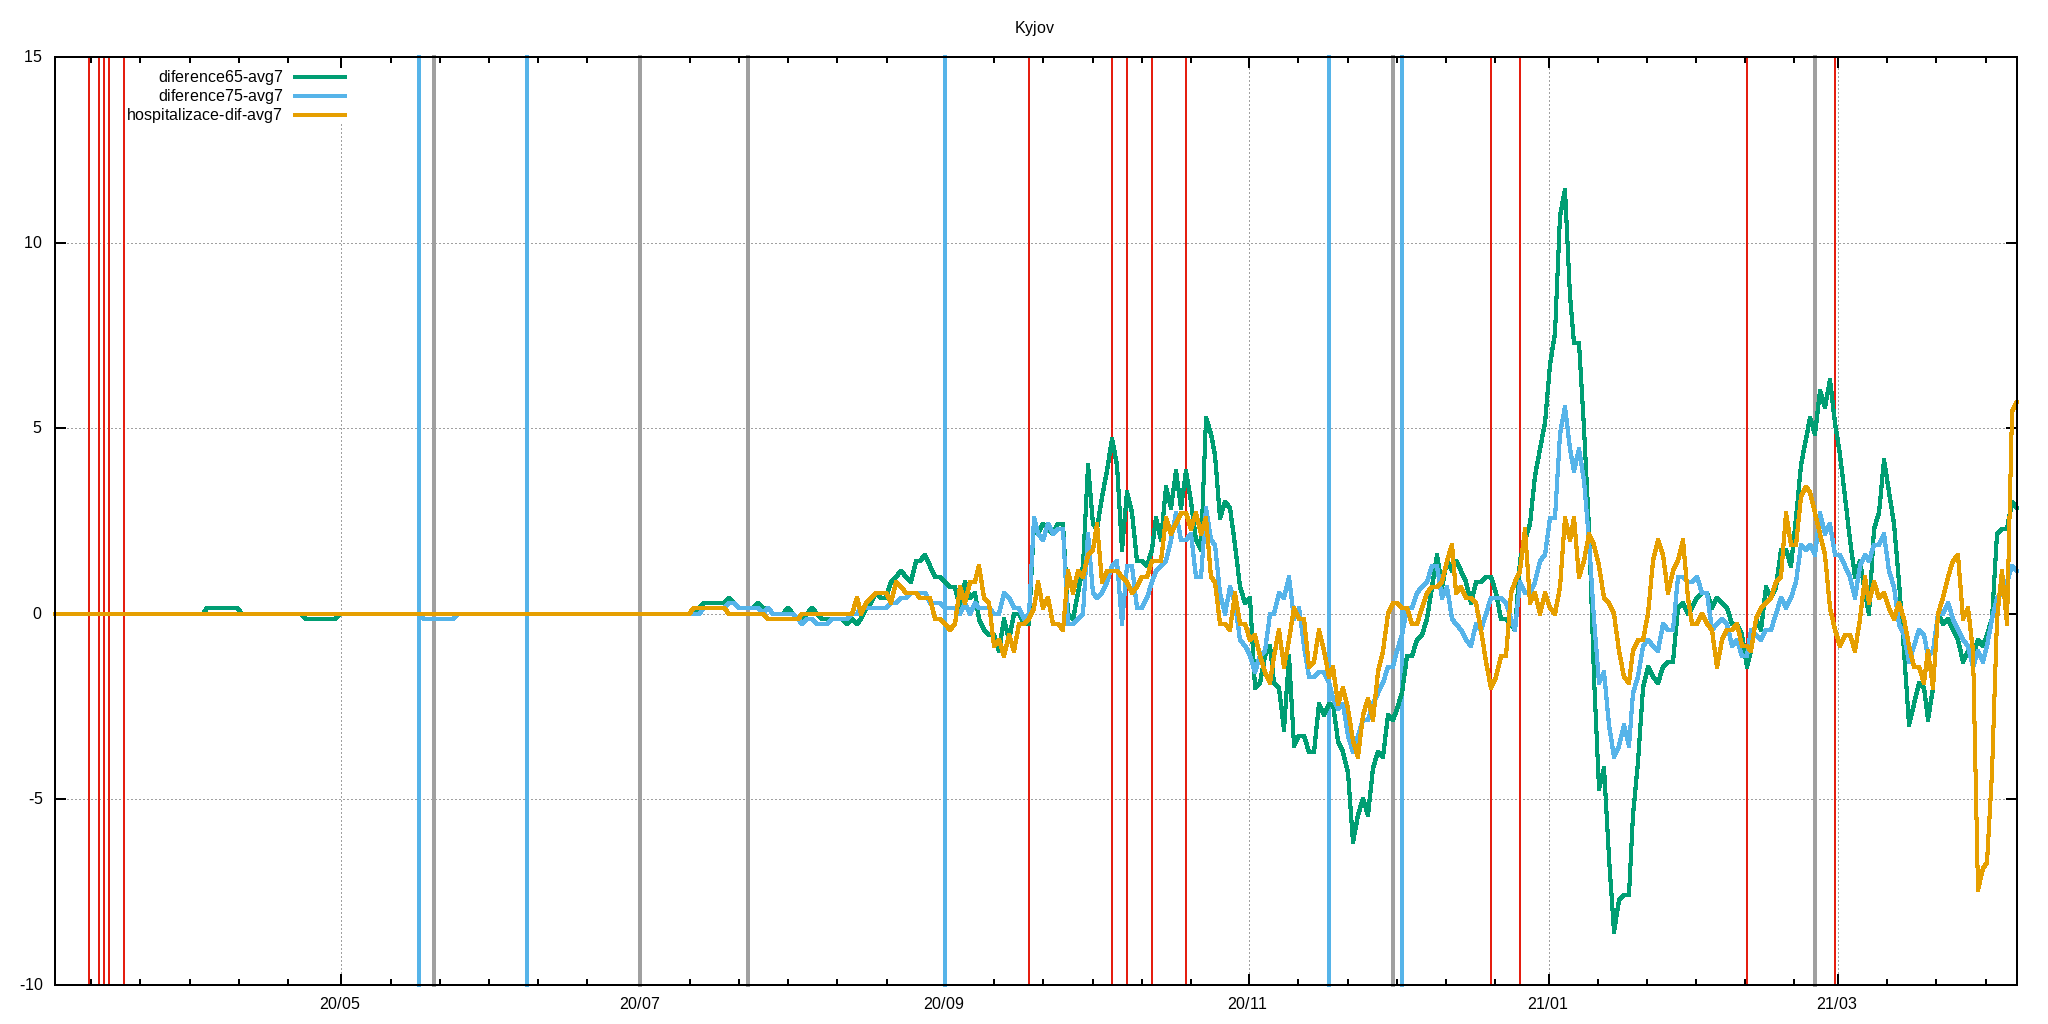 Kyjov
15
10
5
0
-5
-10
diference65-avg7
diference75-avg7
hospitalizace-dif-avg7
20/05 20/07 20/09 20/11 21/01 21/03